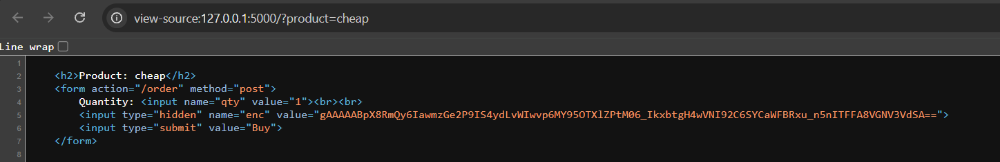 view-source:127.0.0.1:5000/?product=cheap
Line wrap
1
2 <h2>Product: cheap</h2>
3 <form action="/order" method="post">
4 Quantity: <input name="qty" value="1"><br><br>
5 <input type="hidden" name="enc" value="gAAAAABpX8RmQy6IawmzGe2P9IS4ydLvWIwvp6MY95OTXlZPtM06_IkxbtgH4wVNI92C6SYCaWFBRxu_n5nITFFA8VGNV3VdSA==">
6 <input type="submit" value="Buy">
7 </form>
8